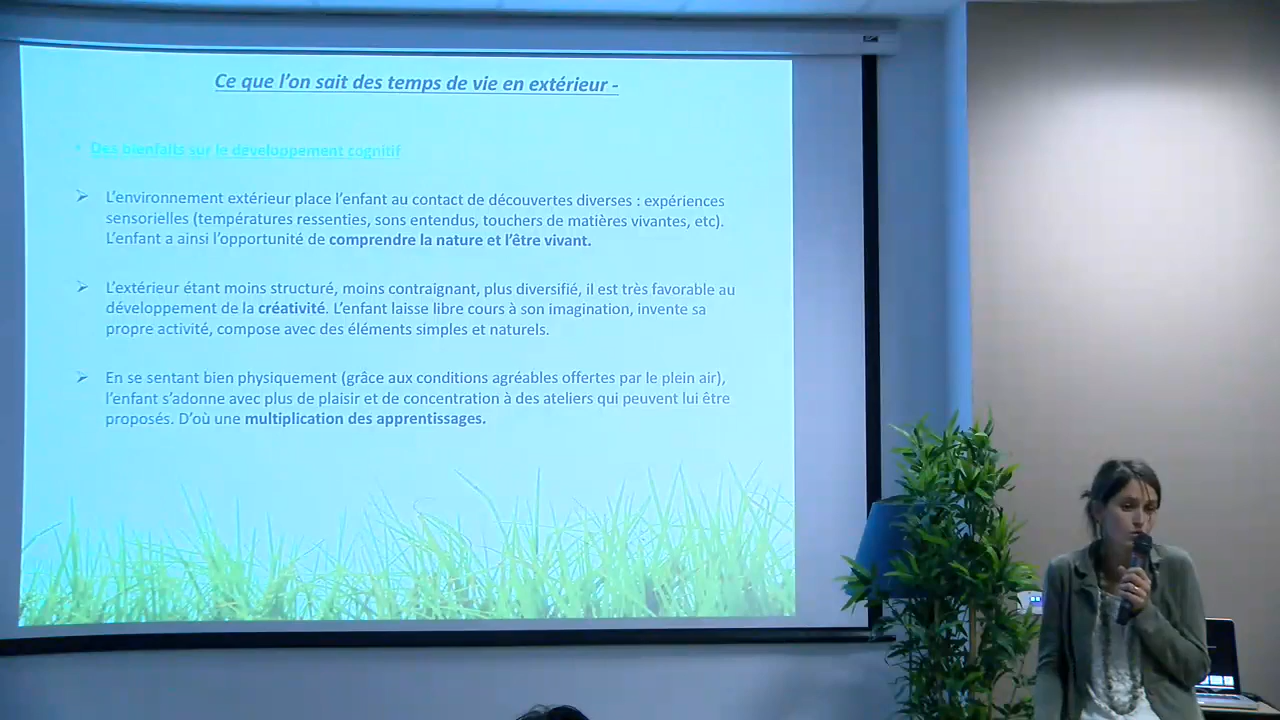 Ce que l'on sait des temps de vie en extérieur -
• Des bienfaits sur le développement cognitif
➢ L'environnement extérieur place l'enfant au contact de découvertes diverses : expériences
sensorielles (températures ressenties, sons entendus, touchers de matières vivantes, etc).
L'enfant a ainsi l'opportunité de comprendre la nature et l'être vivant.
➢ L'extérieur étant moins structuré, moins contraignant, plus diversifié, il est très favorable au
développement de la créativité. L'enfant laisse libre cours à son imagination, invente sa
propre activité, compose avec des éléments simples et naturels.
➢ En se sentant bien physiquement (grâce aux conditions agréables offertes par le plein air),
l'enfant s'adonne avec plus de plaisir et de concentration à des ateliers qui peuvent lui être
proposés. D'où une multiplication des apprentissages.